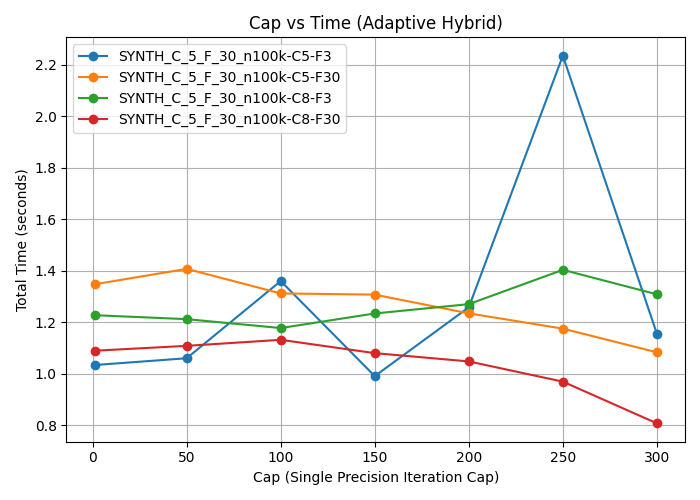 Cap vs Time (Adaptive Hybrid)
SYNTH_C_5_F_30_n100k-C5-F3
SYNTH_C_5_F_30_n100k-C5-F30
SYNTH_C_5_F_30_n100k-C8-F3
SYNTH_C_5_F_30_n100k-C8-F30
Total Time (seconds)
2.2
2.0
1.8
1.6
1.4
1.2
1.0
0.8
0 50 100 150 200 250 300
Cap (Single Precision Iteration Cap)